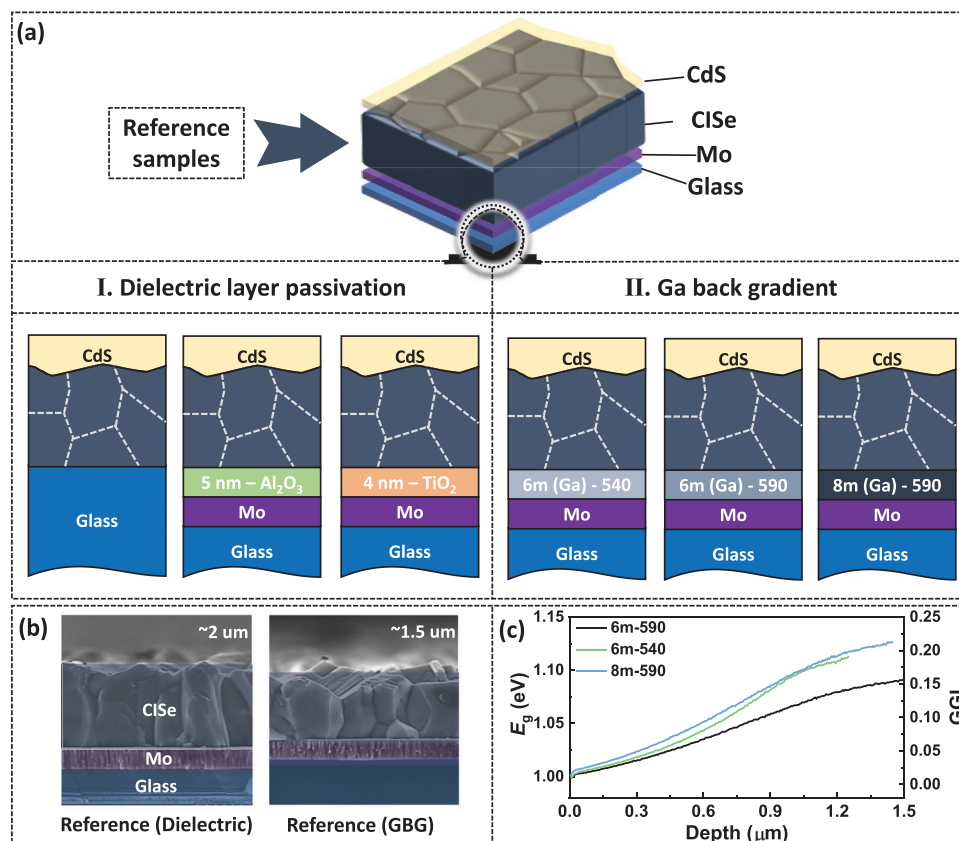 (a)
Reference
samples
CdS
CISe
Mo
Glass
I. Dielectric layer passivation
II. Ga back gradient
CdS
Glass
CdS
5 nm – Al₂O₃
Mo
Glass
CdS
4 nm – TiO₂
Mo
Glass
CdS
6m (Ga) - 540
Mo
Glass
CdS
6m (Ga) - 590
Mo
Glass
CdS
8m (Ga) - 590
Mo
Glass
(b)
~2 um
CISe
Mo
Glass
Reference (Dielectric)
~1.5 um
Reference (GBG)
(c)
6m-590
6m-540
8m-590
1.15
1.10
1.05
1.00
E_g (eV)
0.25
0.20
0.15
0.10
0.05
0.00
GGI
0.0
0.3
0.6
0.9
1.2
1.5
Depth (μm)